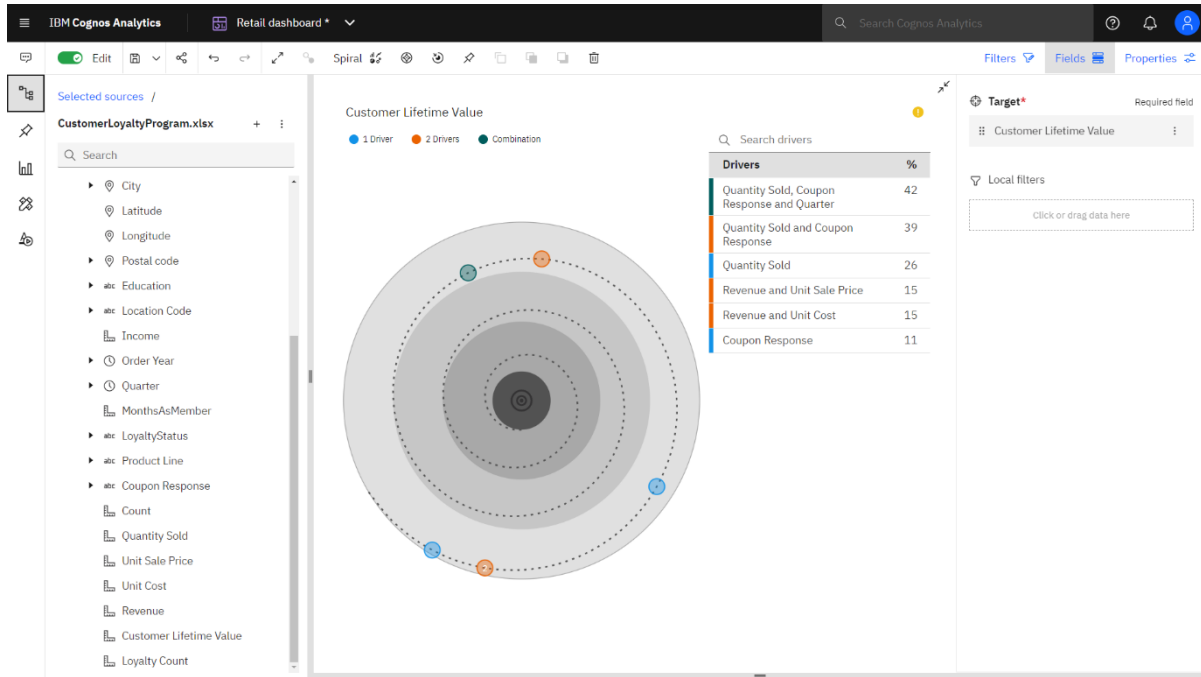 IBM Cognos Analytics
Retail dashboard *
Search Cognos Analytics
Edit
Spiral
Filters
Fields
Properties
Selected sources /
CustomerLoyaltyProgram.xlsx
Search
City
Latitude
Longitude
Postal code
abc Education
abc Location Code
Income
Order Year
Quarter
MonthsAsMember
abc LoyaltyStatus
abc Product Line
abc Coupon Response
Count
Quantity Sold
Unit Sale Price
Unit Cost
Revenue
Customer Lifetime Value
Loyalty Count
Customer Lifetime Value
1 Driver 2 Drivers Combination
Search drivers
Drivers %
Quantity Sold, Coupon 42
Response and Quarter
Quantity Sold and Coupon 39
Response
Quantity Sold 26
Revenue and Unit Sale Price 15
Revenue and Unit Cost 15
Coupon Response 11
Target* Required field
Customer Lifetime Value
Local filters
Click or drag data here